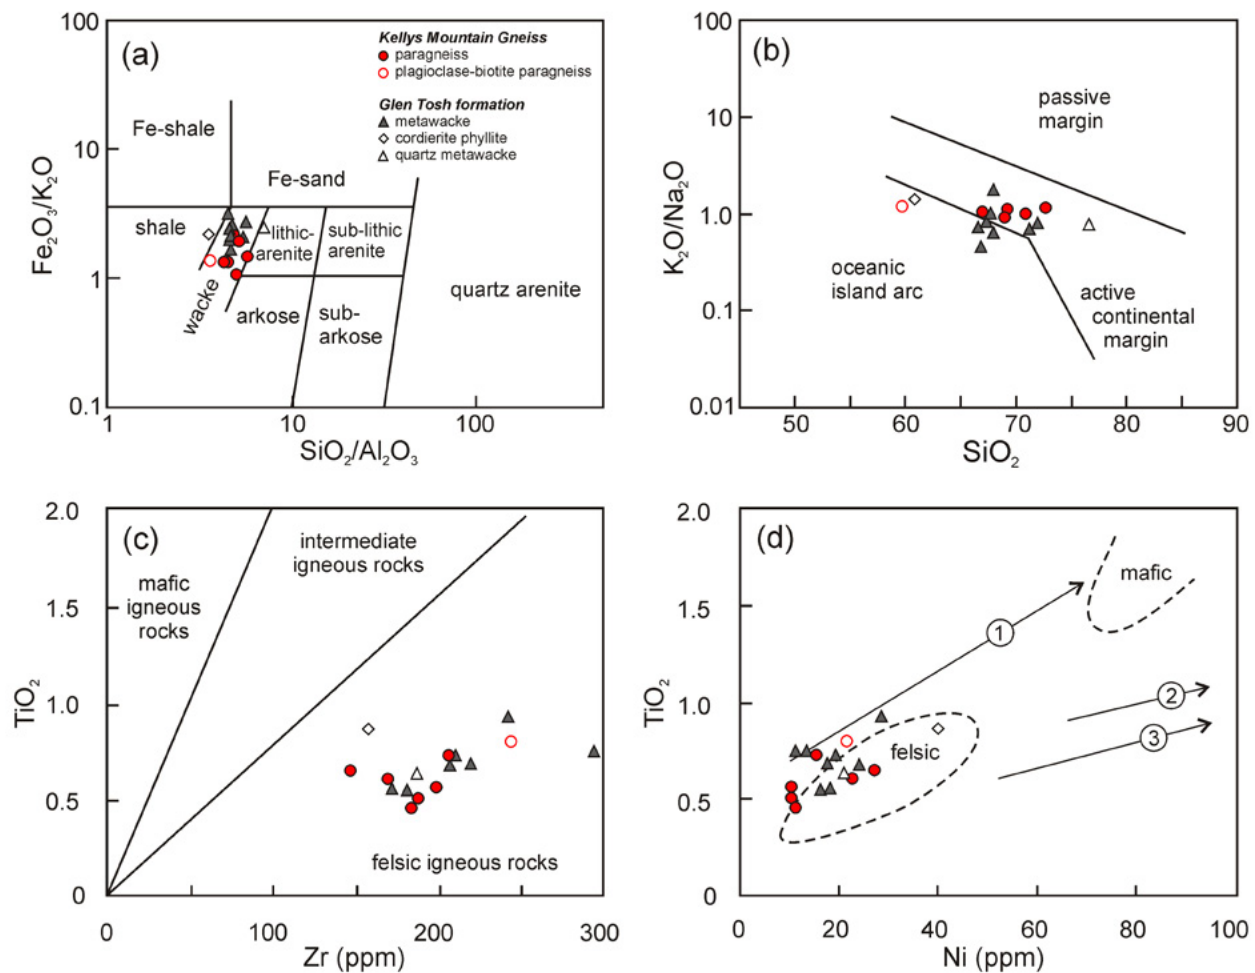 (a)
Kellys Mountain Gneiss
paragneiss
plagioclase-biotite paragneiss
Glen Tosh formation
metawacke
cordierite phyllite
quartz metawacke
100
10
1
0.1
Fe₂O₃/K₂O
Fe-shale
Fe-sand
shale
lithic-
arenite
sub-lithic
arenite
wacke
arkose
sub-
arkose
quartz arenite
1
10
100
SiO₂/Al₂O₃
(b)
100
10
1.0
0.1
0.01
K₂O/Na₂O
passive
margin
oceanic
island arc
active
continental
margin
50
60
70
80
90
SiO₂
(c)
2.0
1.5
1.0
0.5
0
TiO₂
mafic
igneous
rocks
intermediate
igneous rocks
felsic igneous rocks
0
100
200
300
Zr (ppm)
(d)
2.0
1.5
1.0
0.5
0
TiO₂
mafic
felsic
1
2
3
0
20
40
60
80
100
Ni (ppm)